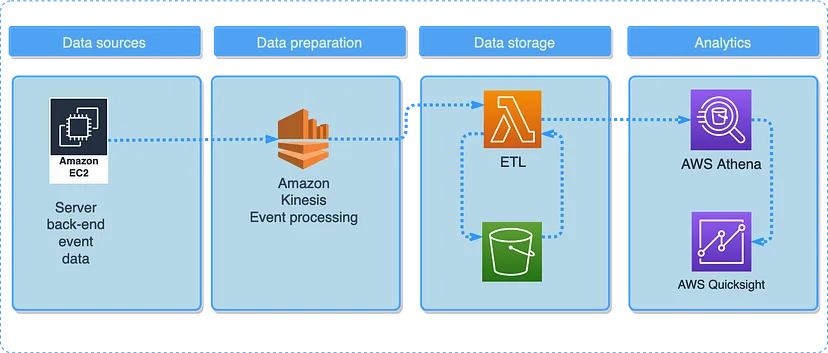 Data sources
Data preparation
Data storage
Analytics
Amazon
EC2
Server
back-end
event
data
Amazon
Kinesis
Event processing
ETL
AWS Athena
AWS Quicksight